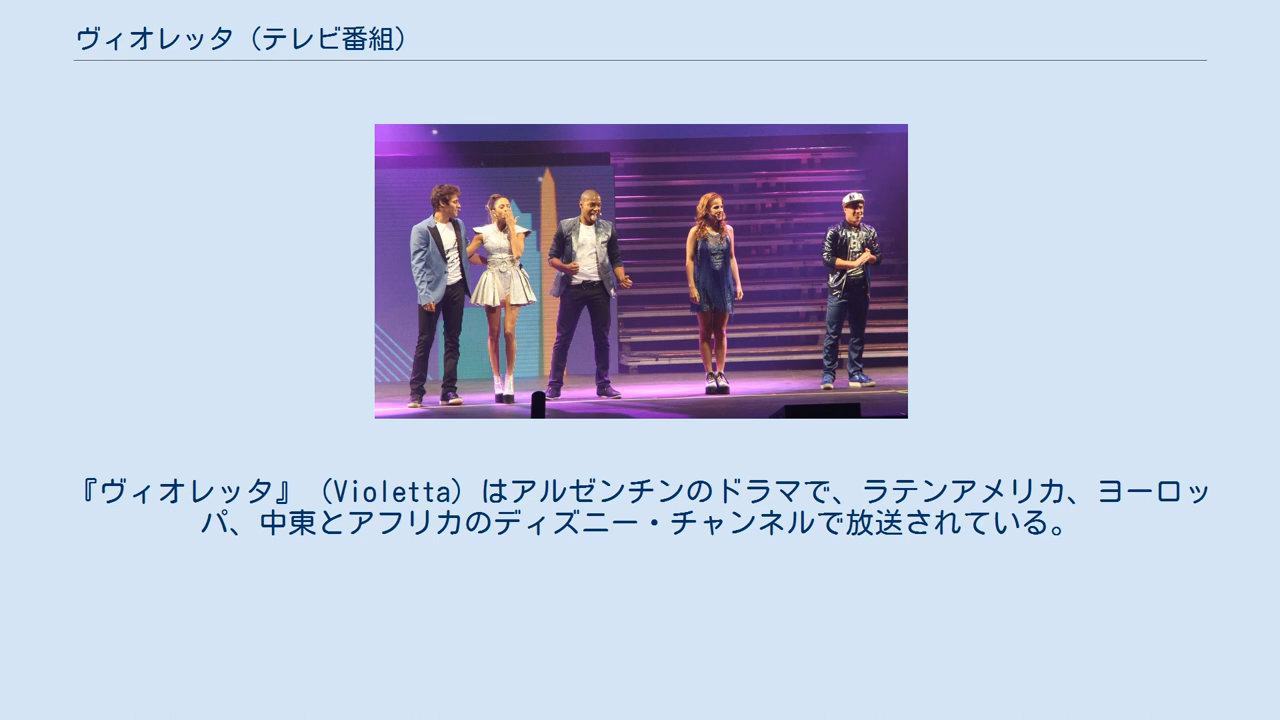 ヴィオレッタ（テレビ番組）
『ヴィオレッタ』（Violetta）はアルゼンチンのドラマで、ラテンアメリカ、ヨーロッ
パ、中東とアフリカのディズニー・チャンネルで放送されている。